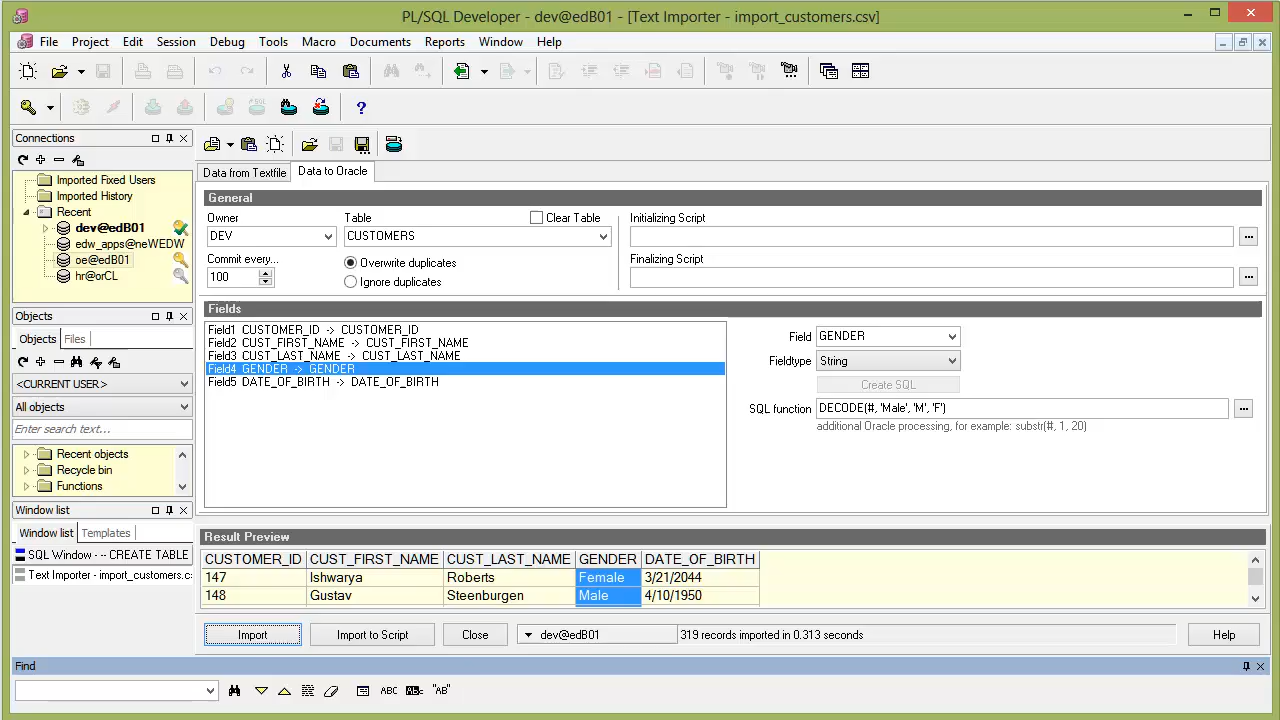 PL/SQL Developer - dev@edB01 - [Text Importer - import_customers.csv]
File Project Edit Session Debug Tools Macro Documents Reports Window Help
Connections
Imported Fixed Users
Imported History
Recent
dev@edB01
edw_apps@neWEDW
oe@edB01
hr@orCL
Objects
Objects Files
<CURRENT USER>
All objects
Enter search text...
Recent objects
Recycle bin
Functions
Window list
Window list Templates
SQL Window - -- CREATE TABLE
Text Importer - import_customers.c
Data from Textfile Data to Oracle
General
Owner Table Clear Table Initializing Script
DEV CUSTOMERS
Commit every... Overwrite duplicates Finalizing Script
100 Ignore duplicates
Fields
Field1 CUSTOMER_ID -> CUSTOMER_ID
Field2 CUST_FIRST_NAME -> CUST_FIRST_NAME
Field3 CUST_LAST_NAME -> CUST_LAST_NAME
Field4 GENDER -> GENDER
Field5 DATE_OF_BIRTH -> DATE_OF_BIRTH
Field GENDER
Fieldtype String
Create SQL
SQL function DECODE(#, 'Male', 'M', 'F')
additional Oracle processing, for example: substr(#, 1, 20)
Result Preview
CUSTOMER_ID CUST_FIRST_NAME CUST_LAST_NAME GENDER DATE_OF_BIRTH
147 Ishwarya Roberts Female 3/21/2044
148 Gustav Steenburgen Male 4/10/1950
Import Import to Script Close dev@edB01 319 records imported in 0.313 seconds Help
Find
ABC "AB"